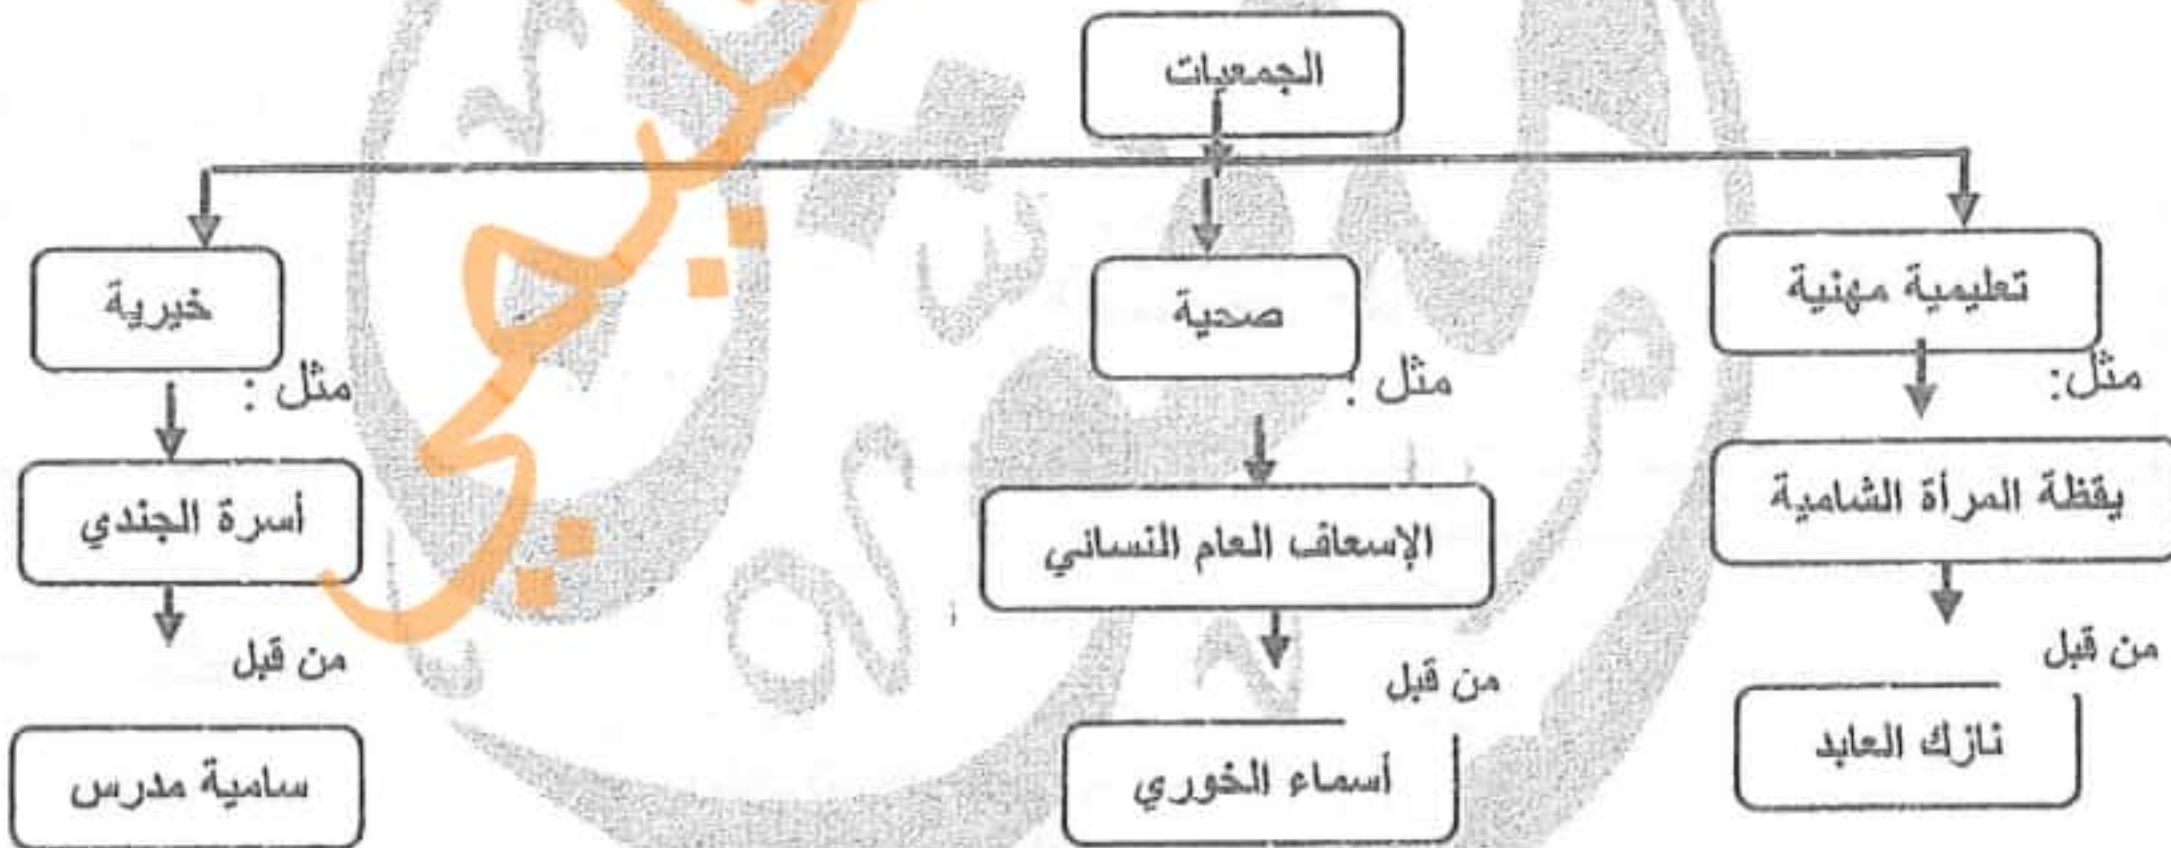 الجمعيات
تعليمية مهنية
صحية
خيرية
مثل:
مثل :
مثل :
يقظة المرأة الشامية
الإسعاف العام النسائي
أسرة الجندي
من قبل
من قبل
من قبل
نازك العابد
أسماء الخوري
سامية مدرس